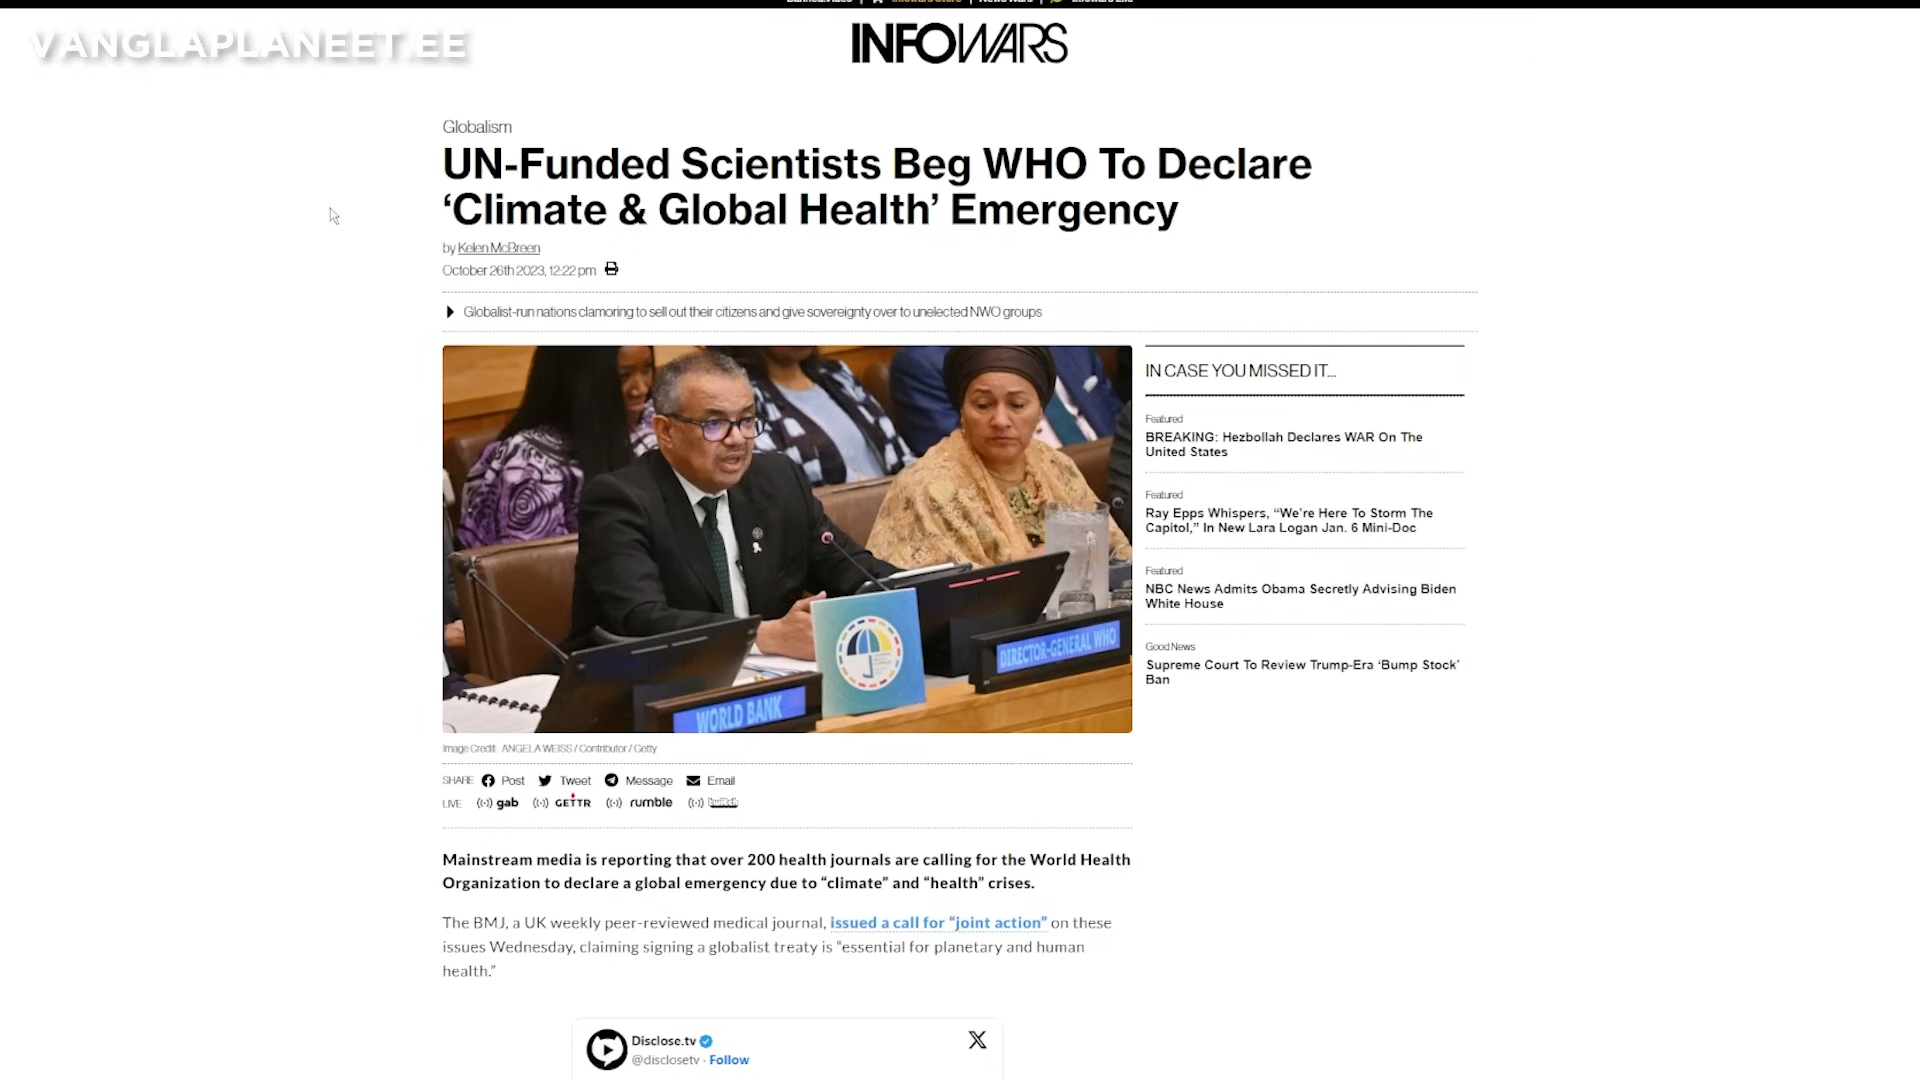 Banned.Video | Infowars Store | News Wars | Infowars Life
VANGLAPLANEET.EE
INFOWARS
Globalism
UN-Funded Scientists Beg WHO To Declare
‘Climate & Global Health’ Emergency
by Kelen McBreen
October 26th 2023, 12:22 pm
Globalist-run nations clamoring to sell out their citizens and give sovereignty over to unelected NWO groups
WORLD BANK
DIRECTOR-GENERAL WHO
IN CASE YOU MISSED IT...
Featured
BREAKING: Hezbollah Declares WAR On The
United States
Featured
Ray Epps Whispers, “We’re Here To Storm The
Capitol,” In New Lara Logan Jan. 6 Mini-Doc
Featured
NBC News Admits Obama Secretly Advising Biden
White House
Good News
Supreme Court To Review Trump-Era ‘Bump Stock’
Ban
Image Credit: ANGELA WEISS / Contributor / Getty
SHARE Post Tweet Message Email
LIVE gab GETTR rumble twitch
Mainstream media is reporting that over 200 health journals are calling for the World Health
Organization to declare a global emergency due to “climate” and “health” crises.
The BMJ, a UK weekly peer-reviewed medical journal, issued a call for “joint action” on these
issues Wednesday, claiming signing a globalist treaty is “essential for planetary and human
health.”
Disclose.tv
@disclosetv · Follow